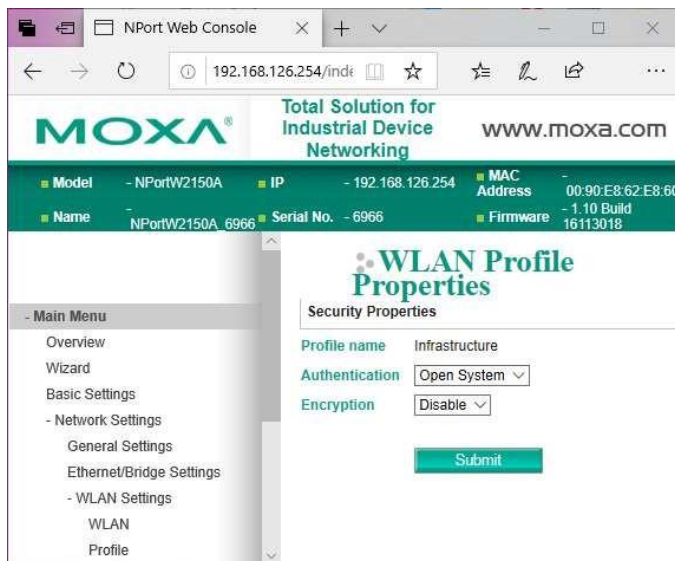 NPort Web Console
192.168.126.254/inde
MOXA®
Total Solution for
Industrial Device
Networking
www.moxa.com
Model - NPortW2150A IP - 192.168.126.254 MAC Address - 00:90:E8:62:E8:60
Name - NPortW2150A_6966 Serial No. - 6966 Firmware - 1.10 Build 16113018
WLAN Profile
Properties
- Main Menu
Overview
Wizard
Basic Settings
- Network Settings
General Settings
Ethernet/Bridge Settings
- WLAN Settings
WLAN
Profile
Security Properties
Profile name Infrastructure
Authentication Open System
Encryption Disable
Submit